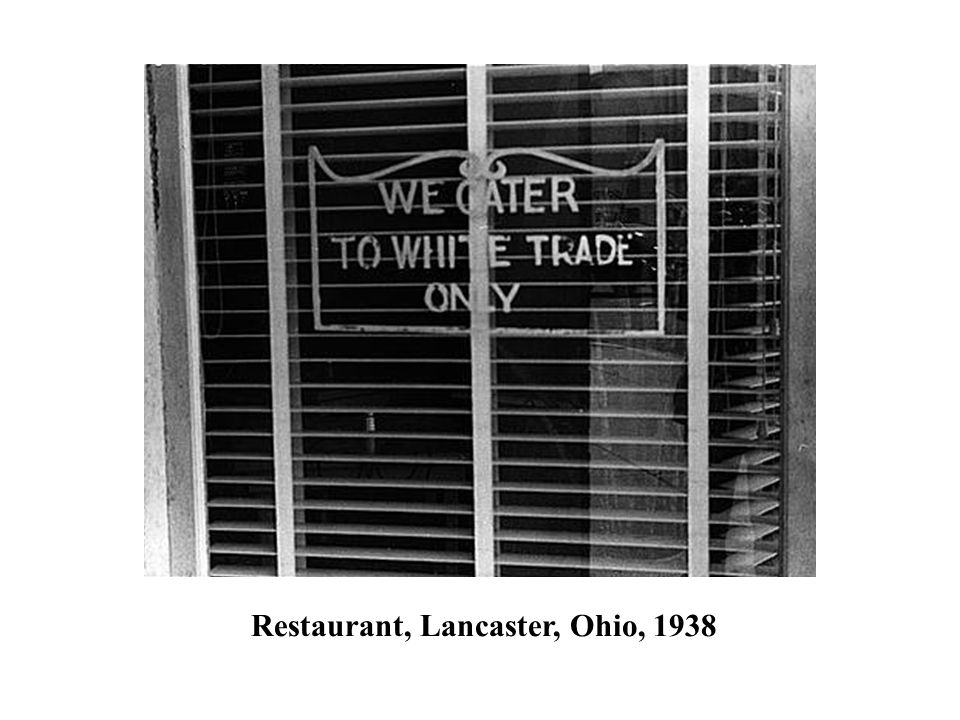 WE CATER
TO WHITE TRADE
ONLY
Restaurant, Lancaster, Ohio, 1938